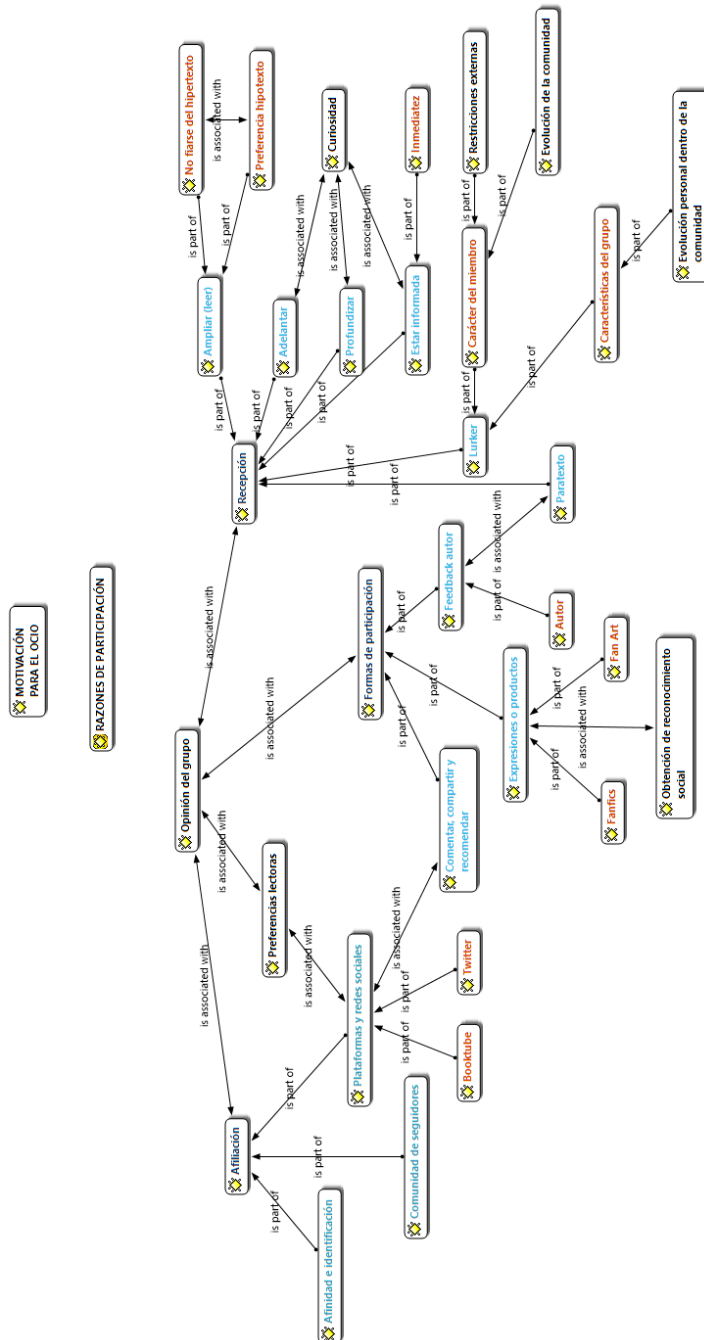 MOTIVACIÓN
PARA EL OCIO
RAZONES DE PARTICIPACIÓN
Opinión del grupo
is associated with
is associated with
is associated with
is associated with
Afiliación
Preferencias lectoras
Formas de participación
Recepción
is part of
is part of
is part of
is associated with
Afinidad e identificación
Comunidad de seguidores
Plataformas y redes sociales
is part of
is part of
is associated with
Booktube
Twitter
Comentar, compartir y
recomendar
is part of
is part of
is part of
Expresiones o productos
Feedback autor
is part of
is part of
is associated with
Fanfics
Fan Art
Obtención de reconocimiento
social
is part of
is associated with
Autor
Paratexto
is part of
is part of
is part of
is part of
is part of
is part of
Ampliar (leer)
Adelantar
Profundizar
Estar informada
Lurker
is part of
is part of
No fiarse del hipertexto
is associated with
Preferencia hipotexto
is associated with
is associated with
is associated with
Curiosidad
is part of
Inmediatez
is part of
is part of
Carácter del miembro
Características del grupo
is part of
is part of
Restricciones externas
Evolución de la comunidad
is part of
Evolución personal dentro de la
comunidad